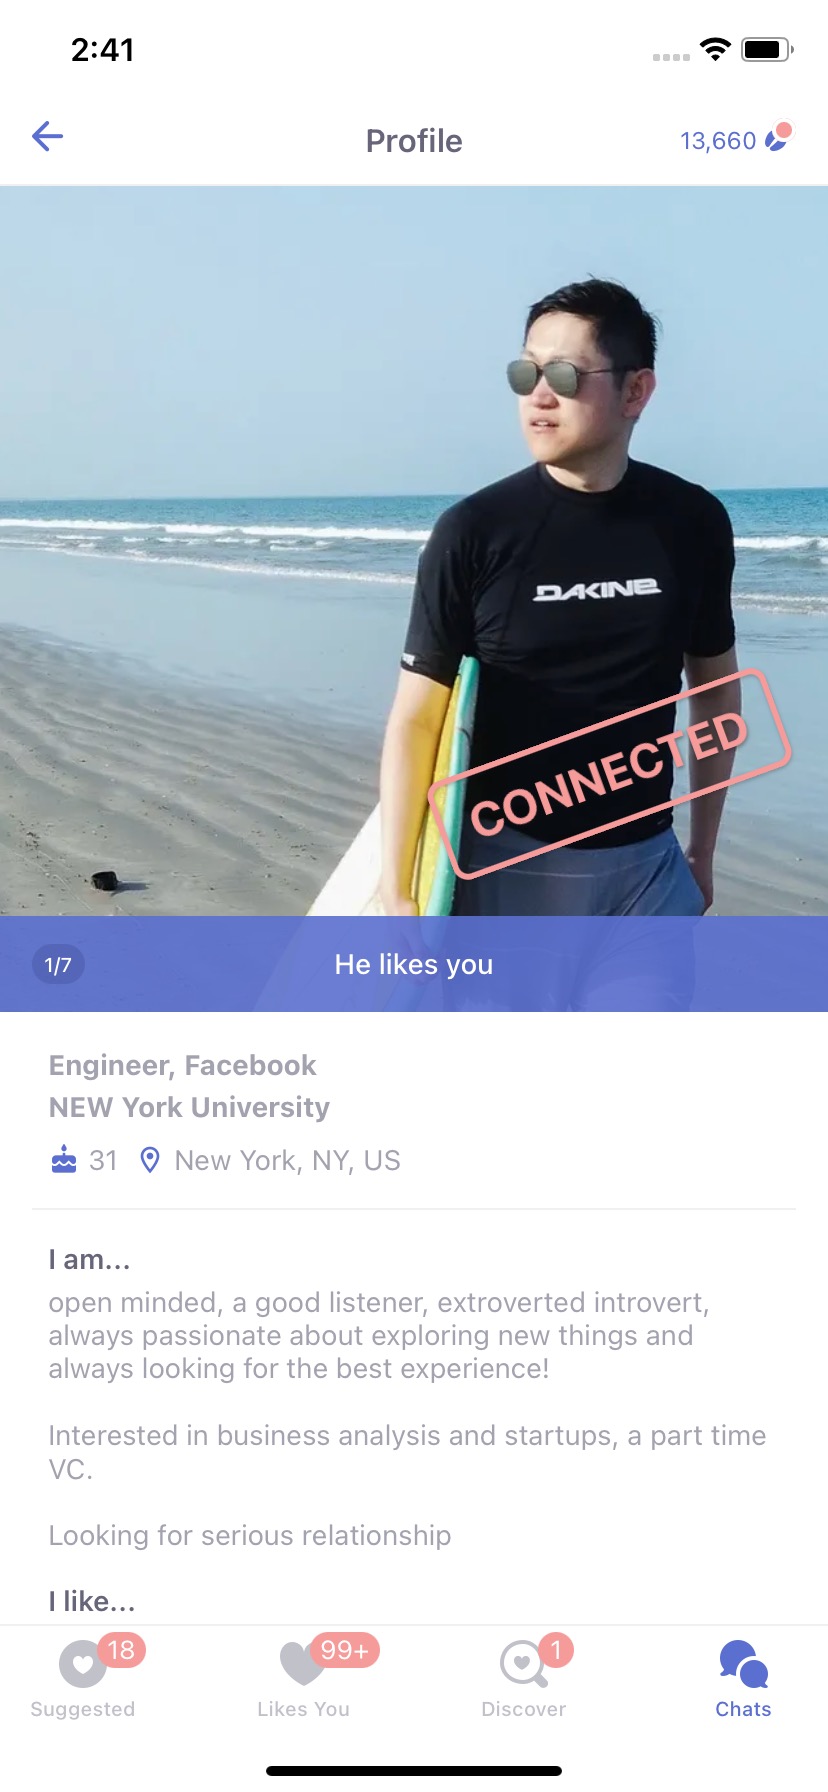 2:41
Profile
13,660
DAKINE
CONNECTED
1/7
He likes you
Engineer, Facebook
NEW York University
31
New York, NY, US
I am...
open minded, a good listener, extroverted introvert,
always passionate about exploring new things and
always looking for the best experience!
Interested in business analysis and startups, a part time
VC.
Looking for serious relationship
I like...
18
99+
1
Suggested
Likes You
Discover
Chats